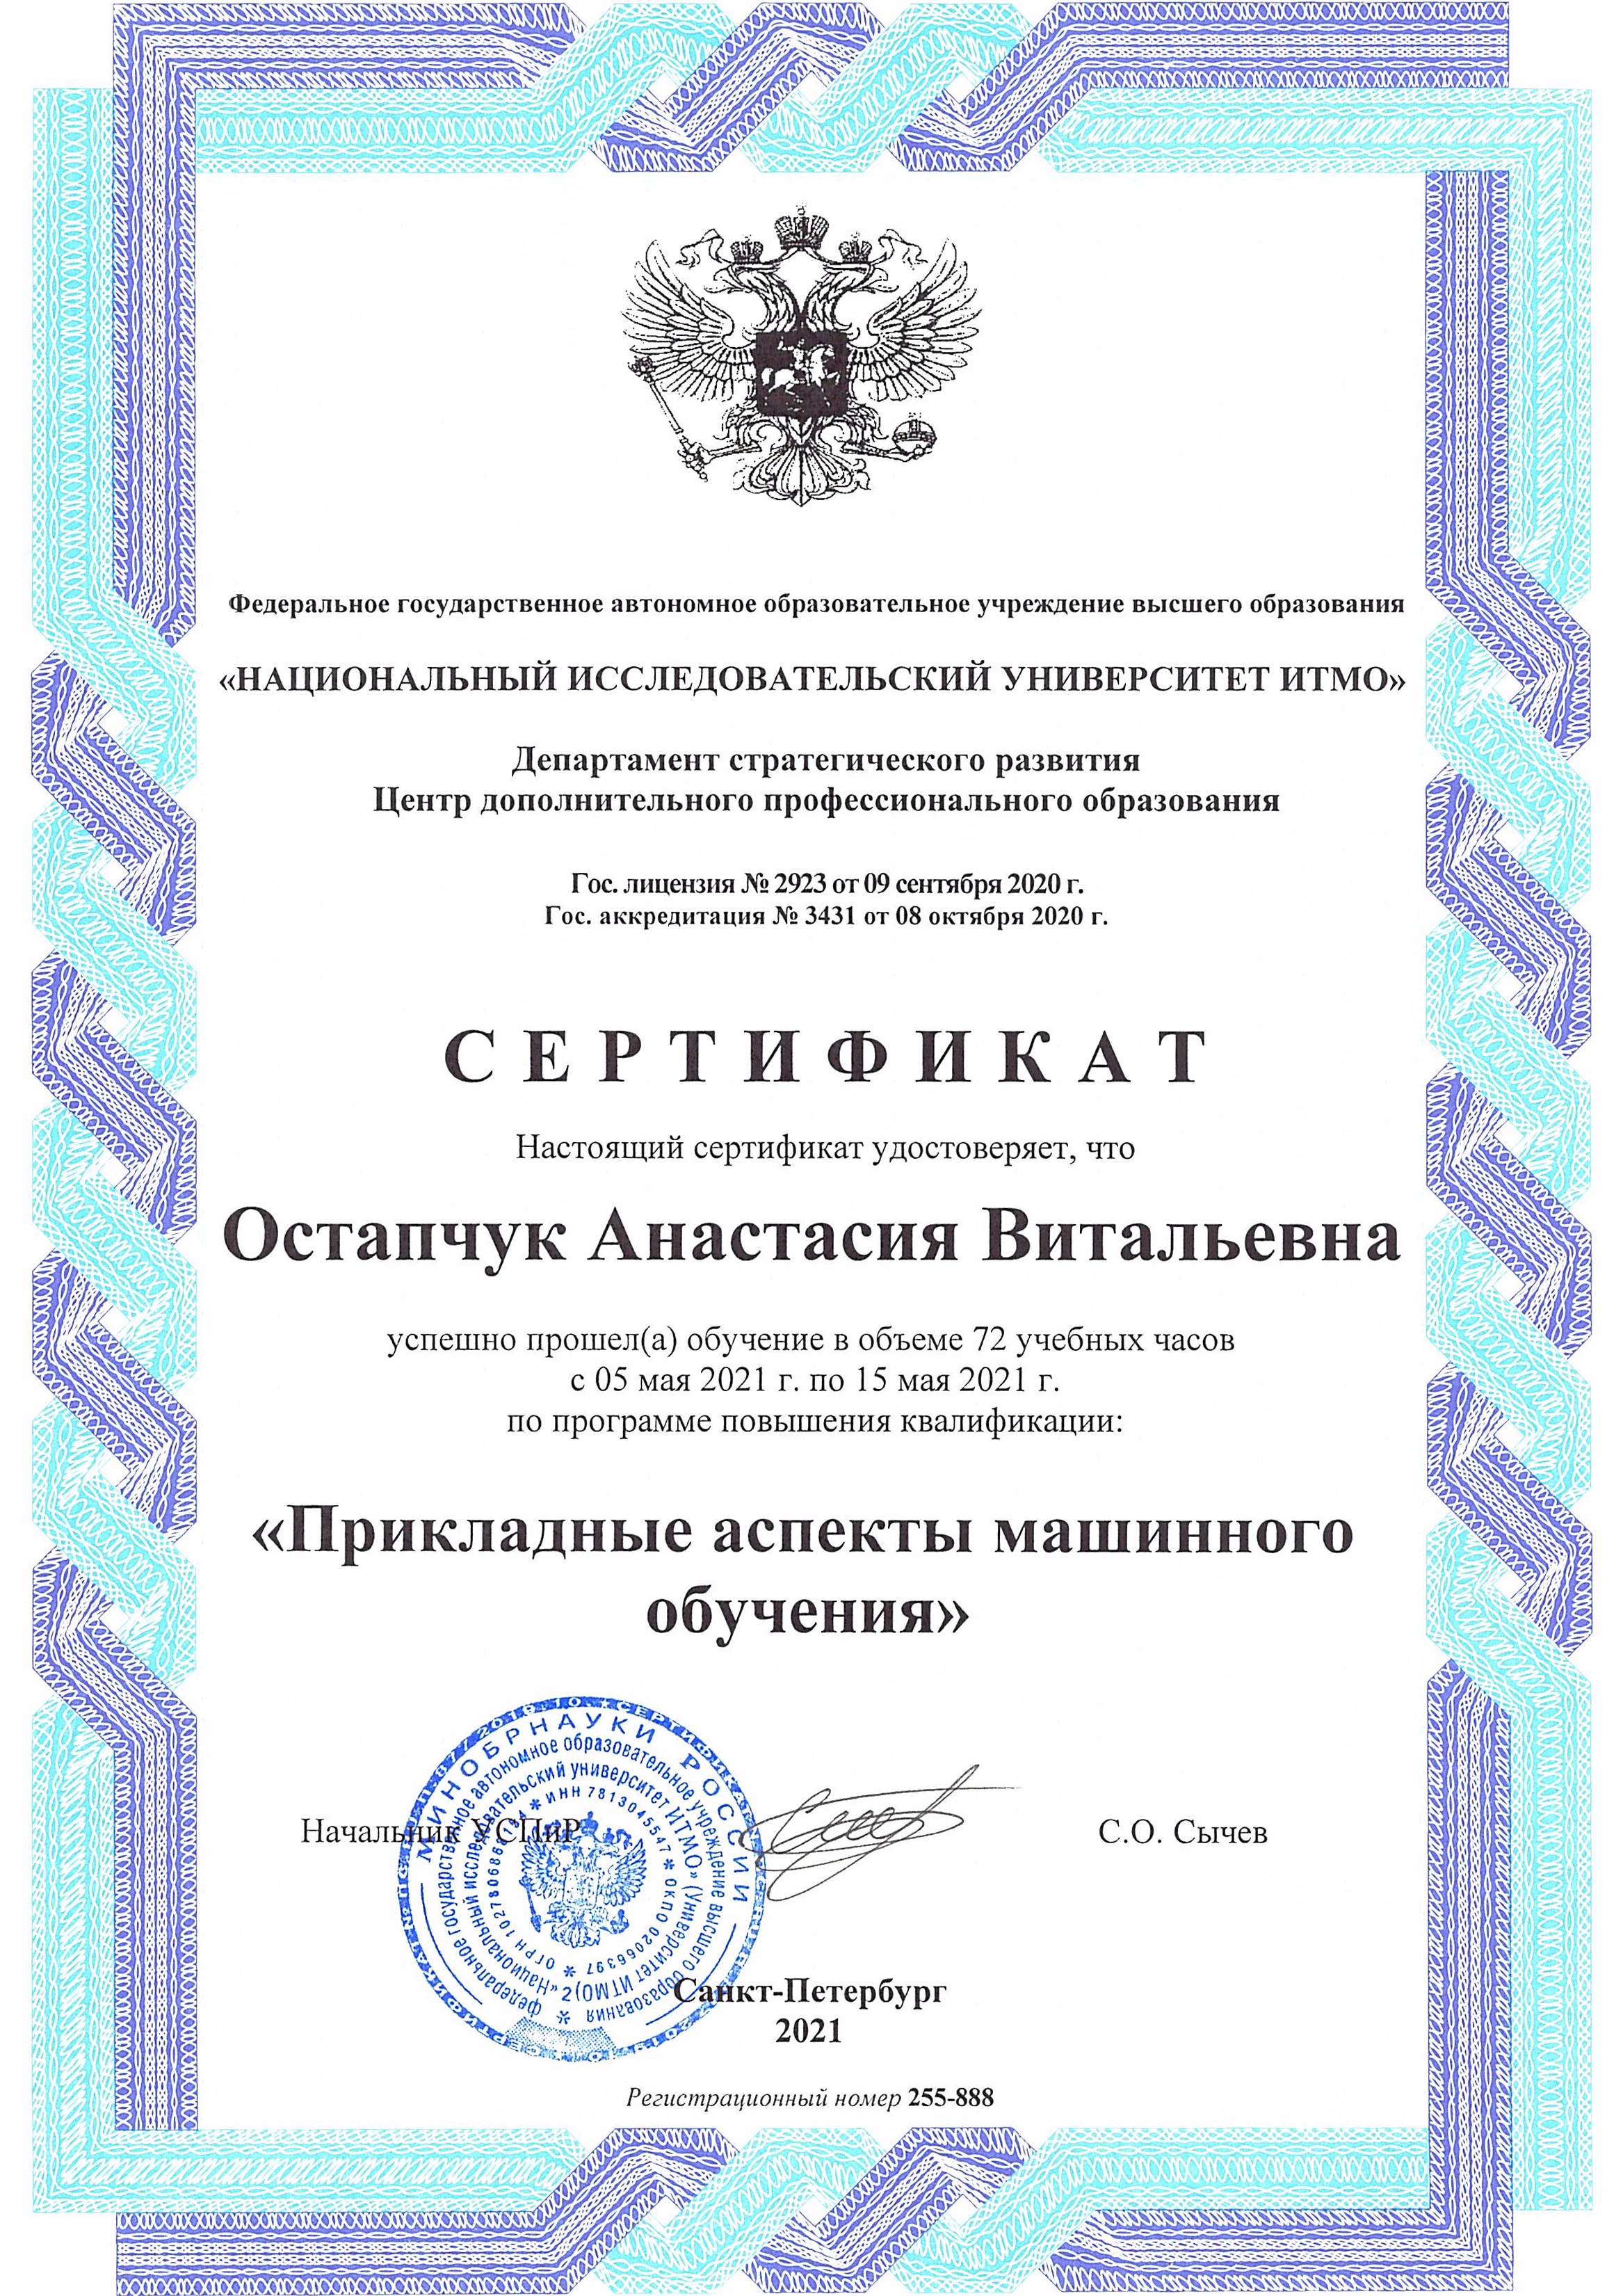 Федеральное государственное автономное образовательное учреждение высшего образования
«НАЦИОНАЛЬНЫЙ ИССЛЕДОВАТЕЛЬСКИЙ УНИВЕРСИТЕТ ИТМО»
Департамент стратегического развития
Центр дополнительного профессионального образования
Гос. лицензия № 2923 от 09 сентября 2020 г.
Гос. аккредитация № 3431 от 08 октября 2020 г.
СЕРТИФИКАТ
Настоящий сертификат удостоверяет, что
Остапчук Анастасия Витальевна
успешно прошел(а) обучение в объеме 72 учебных часов
с 05 мая 2021 г. по 15 мая 2021 г.
по программе повышения квалификации:
«Прикладные аспекты машинного
обучения»
Начальник УСПиР
С.О. Сычев
МИНОБРНАУКИ РОССИИ
федеральное государственное автономное образовательное учреждение высшего образования
«Национальный исследовательский университет ИТМО» (Университет ИТМО)
ИНН 7813045547 * ОКПО 02066397 * ОГРН
Санкт-Петербург
2021
Регистрационный номер 255-888